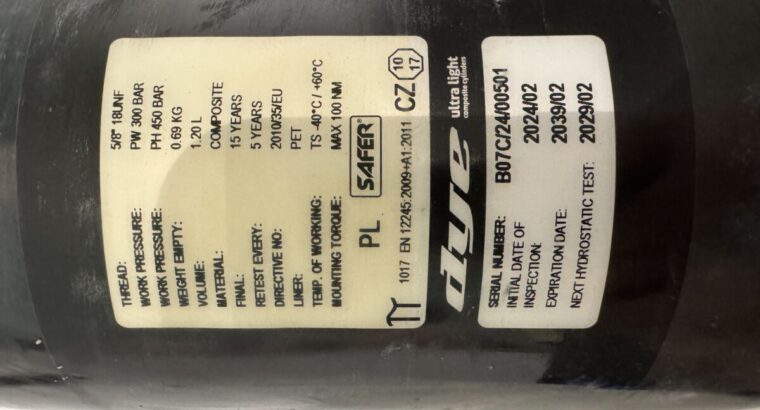 THREAD: 5/8" 18UNF
WORK PRESSURE: PW 300 BAR
WORK PRESSURE: PH 450 BAR
WEIGHT EMPTY: 0.69 KG
VOLUME: 1.20 L
MATERIAL: COMPOSITE
FINAL: 15 YEARS
RETEST EVERY: 5 YEARS
DIRECTIVE NO: 2010/35/EU
LINER: PET
TEMP. OF WORKING: TS -40°C / +60°C
MOUNTING TORQUE: MAX 100 NM
PL SAFER
1017 EN 12245:2009+A1:2011 CZ 10 17
dye ultra light
composite cylinders
SERIAL NUMBER: B07C/24/00501
INITIAL DATE OF
INSPECTION: 2024/02
EXPIRATION DATE: 2039/02
NEXT HYDROSTATIC TEST: 2029/02